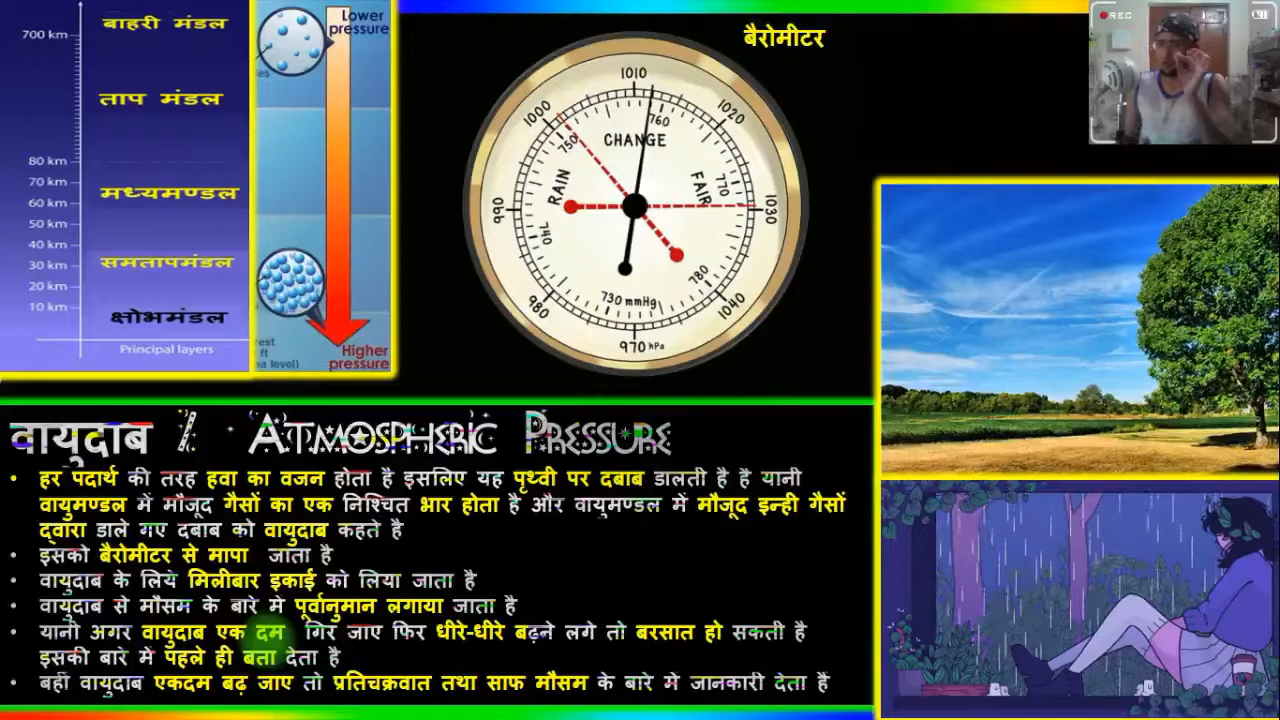 बाहरी मंडल
700 km
ताप मंडल
80 km
70 km
मध्यमण्डल
60 km
50 km
40 km
समतापमंडल
30 km
20 km
10 km
क्षोभमंडल
Principal layers
Lower
pressure
Higher
pressure
बैरोमीटर
1010
1000
1020
760
750
CHANGE
RAIN
FAIR
770
990
1030
740
780
980
730 mmHg
1040
970 hPa
REC
वायुदाब / Atmospheric Pressure
• हर पदार्थ की तरह हवा का वजन होता है इसलिए यह पृथ्वी पर दबाब डालती है है यानी
वायुमण्डल में मौजूद गैसों का एक निश्चित भार होता है और वायुमण्डल में मौजूद इन्ही गैसों
द्वारा डाले गए दबाब को वायुदाब कहते है
• इसको बैरोमीटर से मापा जाता है
• वायुदाब के लिये मिलीबार इकाई को लिया जाता है
• वायुदाब से मौसम के बारे मे पूर्वानुमान लगाया जाता है
• यानी अगर वायुदाब एक दम गिर जाए फिर धीरे-धीरे बढ़ने लगे तो बरसात हो सकती है
इसकी बारे में पहले ही बता देता है
• बहीं वायुदाब एकदम बढ़ जाए तो प्रतिचक्रवात तथा साफ मौसम के बारे में जानकारी देता है